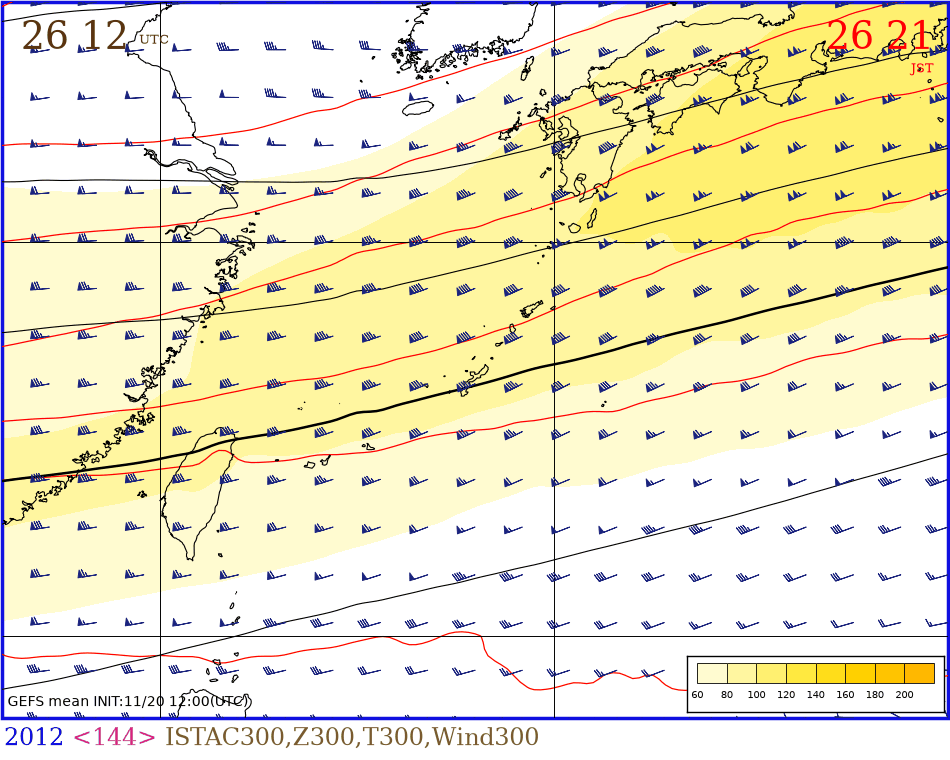 26 12 UTC
26 21
JST
60 80 100 120 140 160 180 200
GEFS mean INIT:11/20 12:00(UTC)
2012 <144> ISTAC300,Z300,T300,Wind300